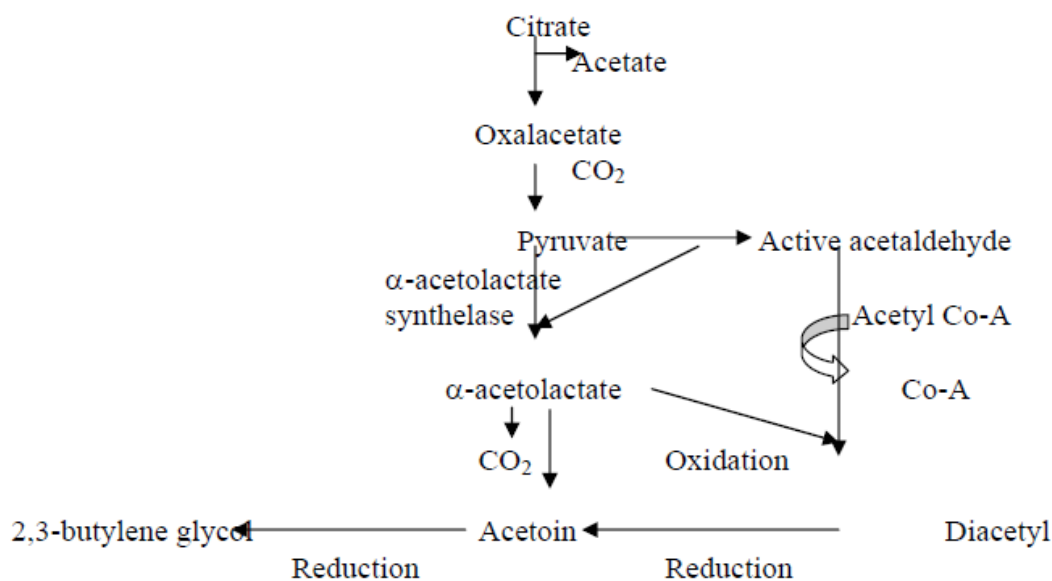 Citrate
Acetate
Oxalacetate
CO₂
Pyruvate
Active acetaldehyde
α-acetolactate
synthelase
Acetyl Co-A
α-acetolactate
Co-A
CO₂
Oxidation
2,3-butylene glycol
Acetoin
Diacetyl
Reduction
Reduction